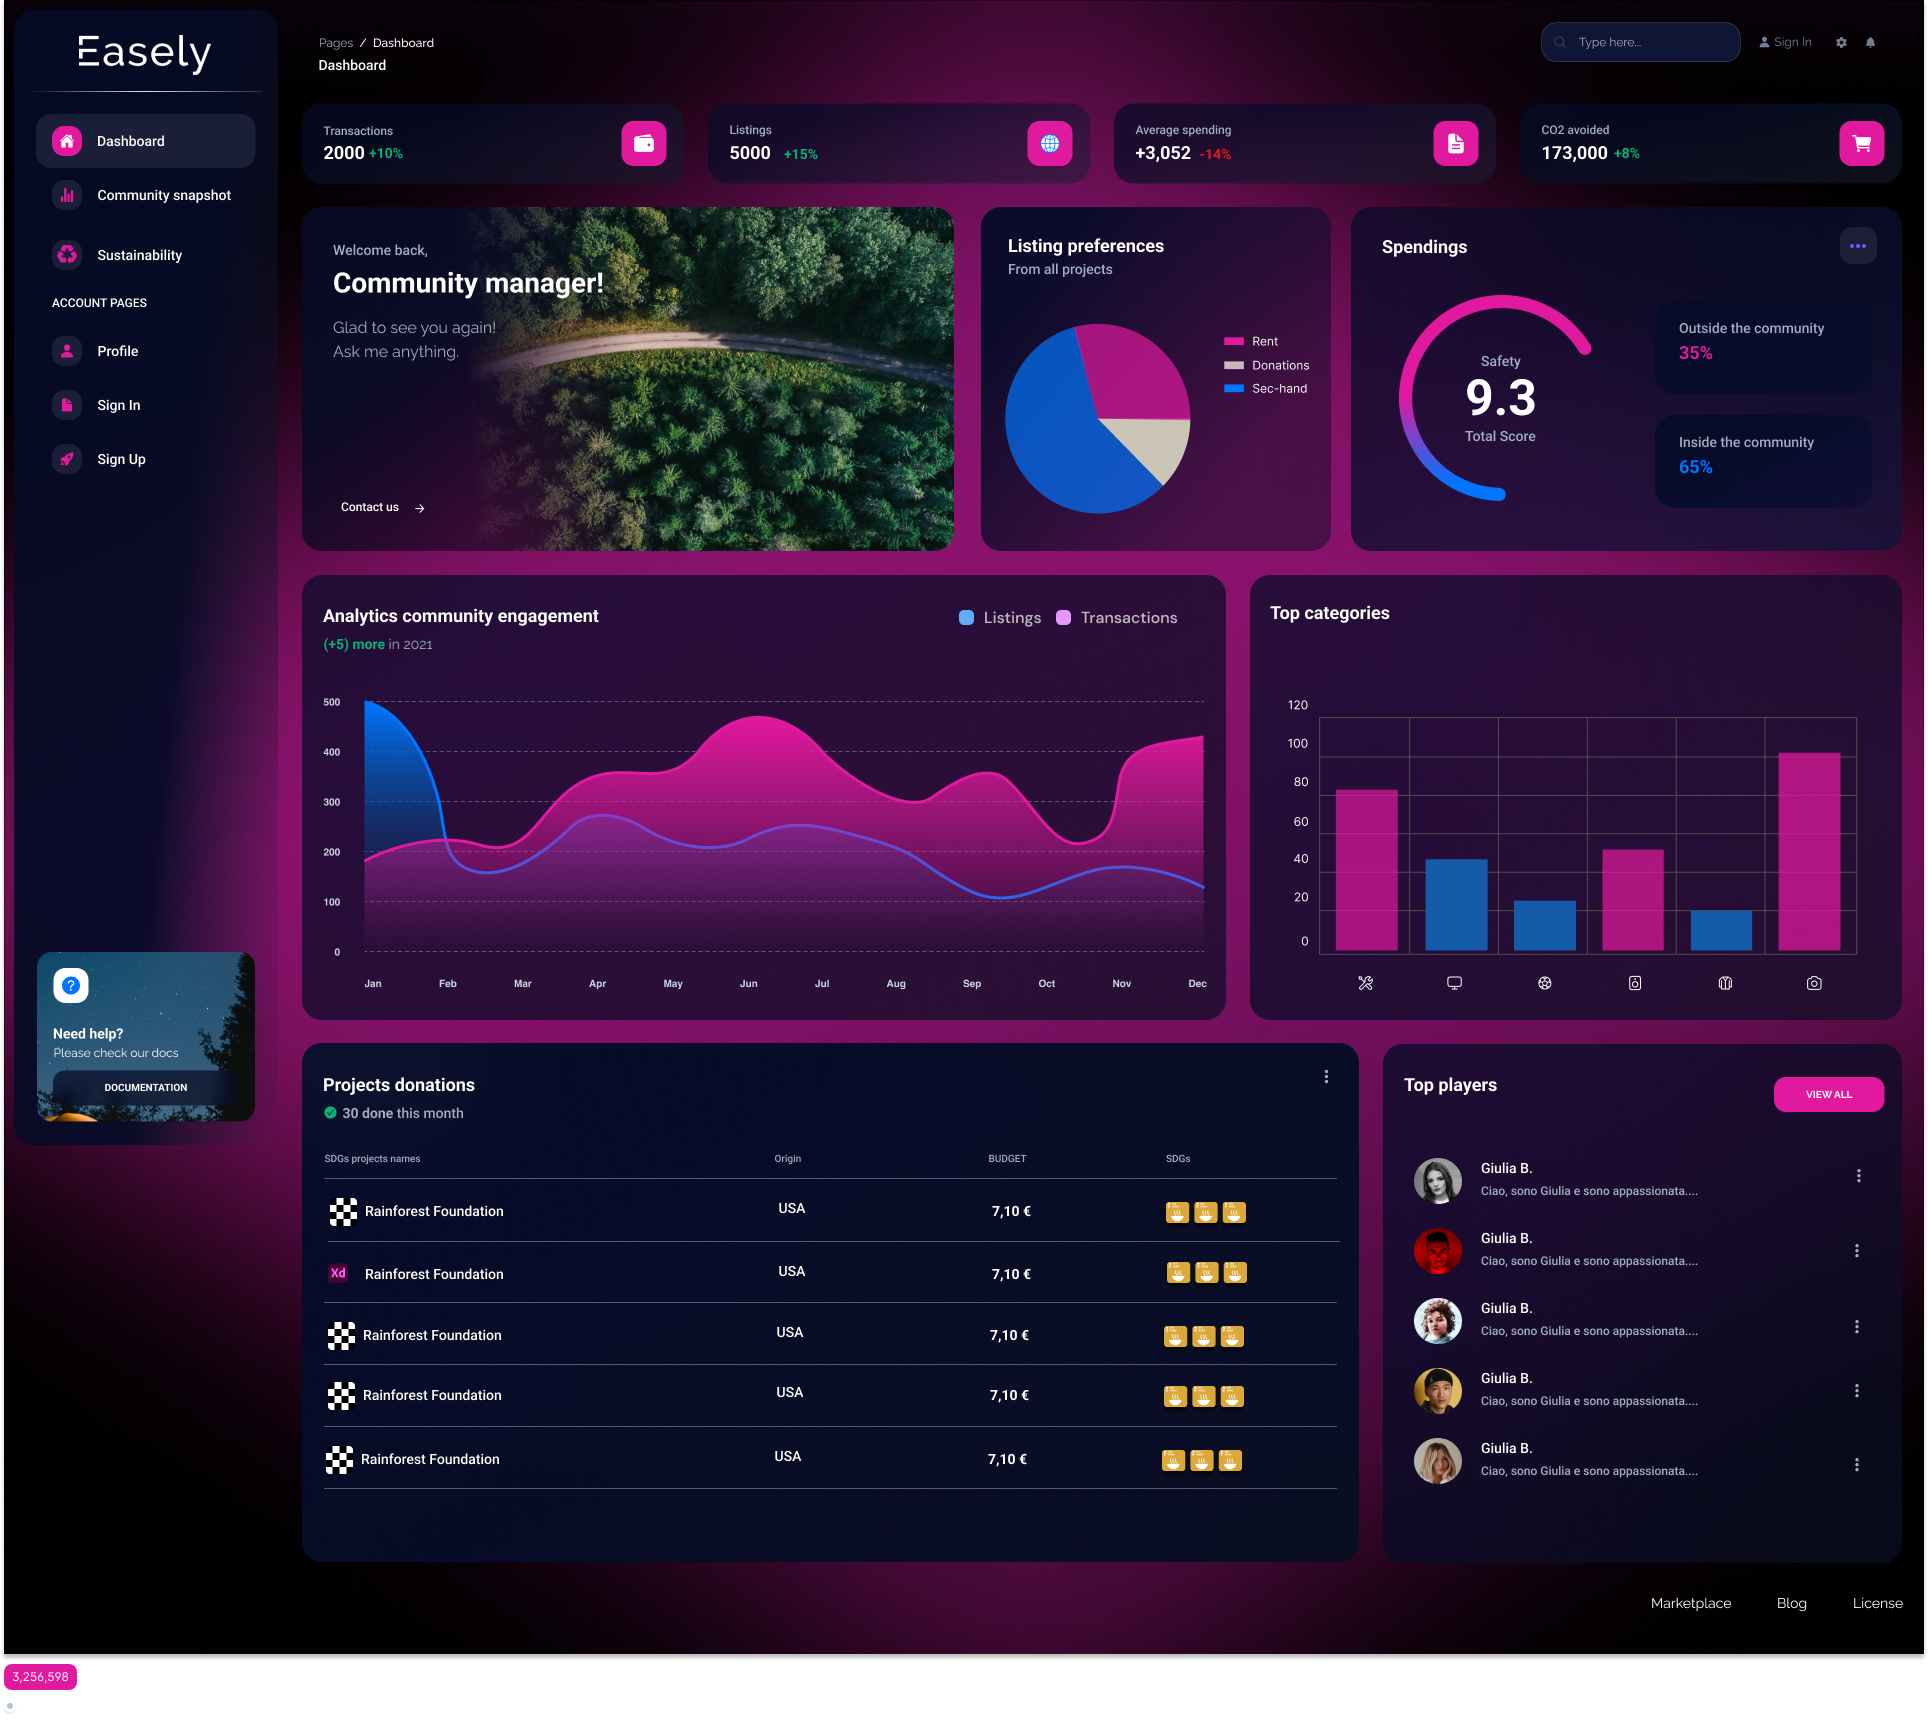 Easely
Dashboard
Community snapshot
Sustainability
ACCOUNT PAGES
Profile
Sign In
Sign Up
?
Need help?
Please check our docs
DOCUMENTATION
Pages / Dashboard
Dashboard
Type here...
Sign In
Transactions
2000 +10%
Listings
5000 +15%
Average spending
+3,052 -14%
CO2 avoided
173,000 +8%
Welcome back,
Community manager!
Glad to see you again!
Ask me anything.
Contact us
Listing preferences
From all projects
Rent
Donations
Sec-hand
Spendings
Safety
9.3
Total Score
Outside the community
35%
Inside the community
65%
Analytics community engagement
(+5) more in 2021
Listings
Transactions
500
400
300
200
100
0
Jan Feb Mar Apr May Jun Jul Aug Sep Oct Nov Dec
Top categories
120
100
80
60
40
20
0
Projects donations
30 done this month
SDGs projects names Origin BUDGET SDGs
Rainforest Foundation USA 7,10 €
Xd Rainforest Foundation USA 7,10 €
Rainforest Foundation USA 7,10 €
Rainforest Foundation USA 7,10 €
Rainforest Foundation USA 7,10 €
Top players
VIEW ALL
Giulia B.
Ciao, sono Giulia e sono appassionata....
Giulia B.
Ciao, sono Giulia e sono appassionata....
Giulia B.
Ciao, sono Giulia e sono appassionata....
Giulia B.
Ciao, sono Giulia e sono appassionata....
Giulia B.
Ciao, sono Giulia e sono appassionata....
Marketplace Blog License
3,256,598